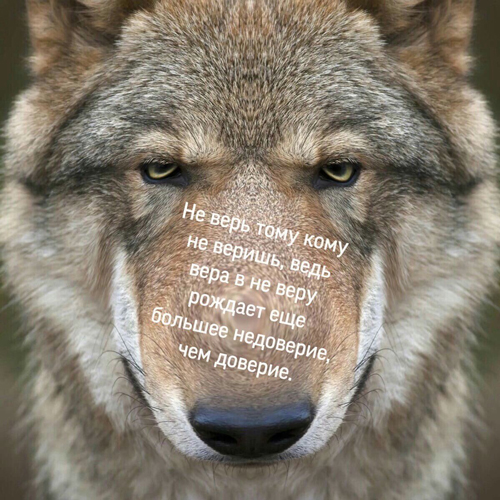 Не верь тому кому
не веришь, ведь
вера в не веру
рождает еще
большее недоверие,
чем доверие.